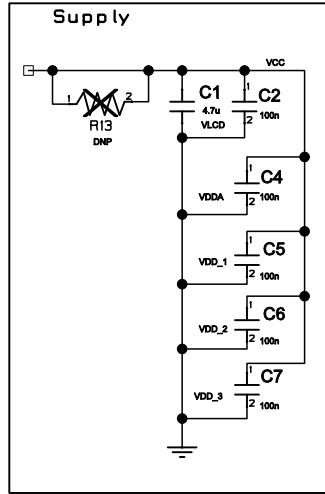 Supply
VCC
1 2
R13
DNP
C1
4.7u
VLCD
1
C2
2 100n
1
C4
VDDA
2 100n
1
C5
VDD_1
2 100n
1
C6
VDD_2
2 100n
1
C7
VDD_3
2 100n